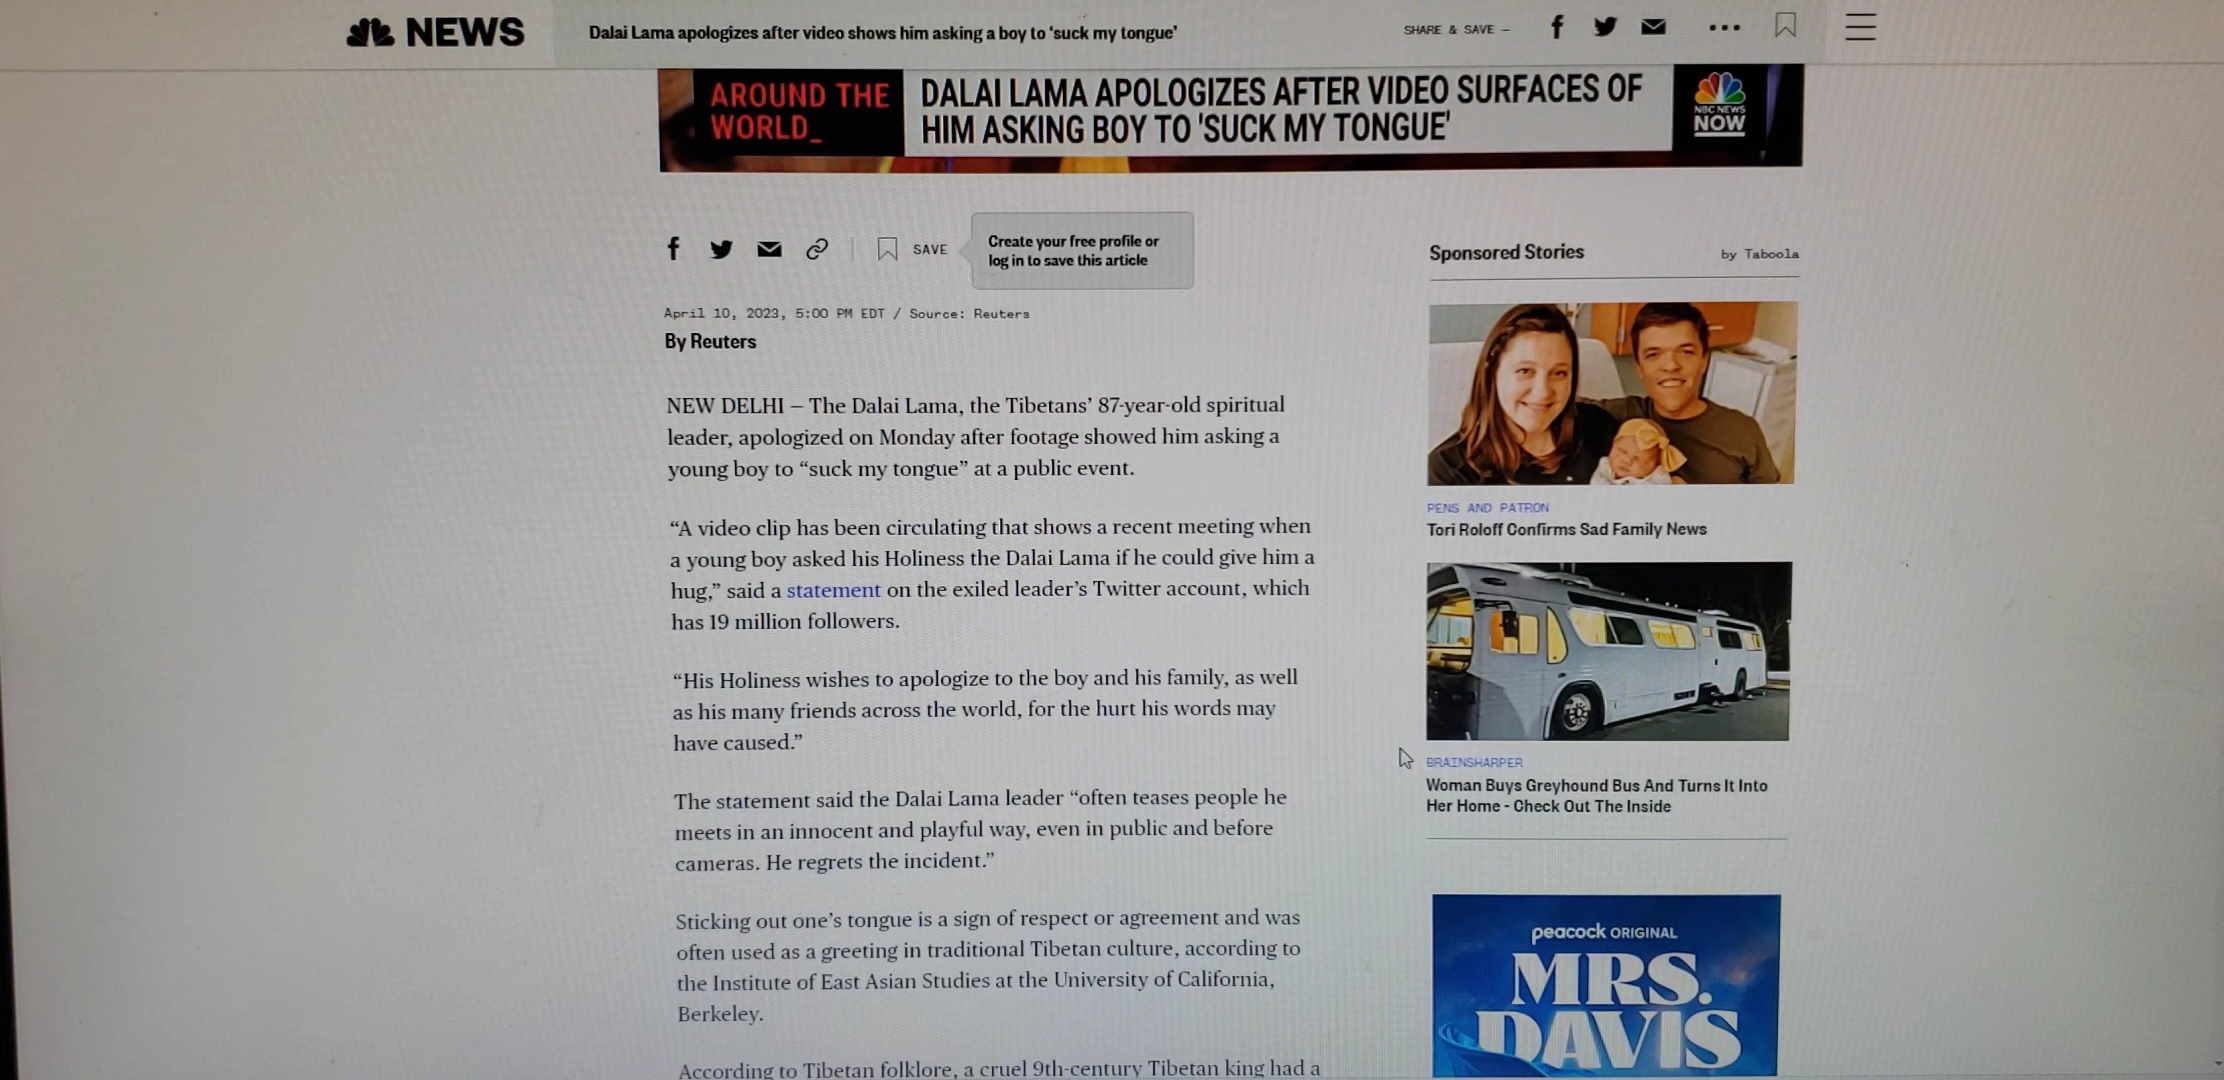 NEWS
Dalai Lama apologizes after video shows him asking a boy to 'suck my tongue'
SHARE & SAVE —
AROUND THE
WORLD_
DALAI LAMA APOLOGIZES AFTER VIDEO SURFACES OF
HIM ASKING BOY TO 'SUCK MY TONGUE'
NBC NEWS
NOW
SAVE
Create your free profile or
log in to save this article
April 10, 2023, 5:00 PM EDT / Source: Reuters
By Reuters
NEW DELHI — The Dalai Lama, the Tibetans’ 87-year-old spiritual
leader, apologized on Monday after footage showed him asking a
young boy to “suck my tongue” at a public event.
“A video clip has been circulating that shows a recent meeting when
a young boy asked his Holiness the Dalai Lama if he could give him a
hug,” said a statement on the exiled leader’s Twitter account, which
has 19 million followers.
“His Holiness wishes to apologize to the boy and his family, as well
as his many friends across the world, for the hurt his words may
have caused.”
The statement said the Dalai Lama leader “often teases people he
meets in an innocent and playful way, even in public and before
cameras. He regrets the incident.”
Sticking out one’s tongue is a sign of respect or agreement and was
often used as a greeting in traditional Tibetan culture, according to
the Institute of East Asian Studies at the University of California,
Berkeley.
According to Tibetan folklore, a cruel 9th-century Tibetan king had a
Sponsored Stories
by Taboola
PENS AND PATRON
Tori Roloff Confirms Sad Family News
BRAINSHARPER
Woman Buys Greyhound Bus And Turns It Into
Her Home - Check Out The Inside
peacock ORIGINAL
MRS.
DAVIS